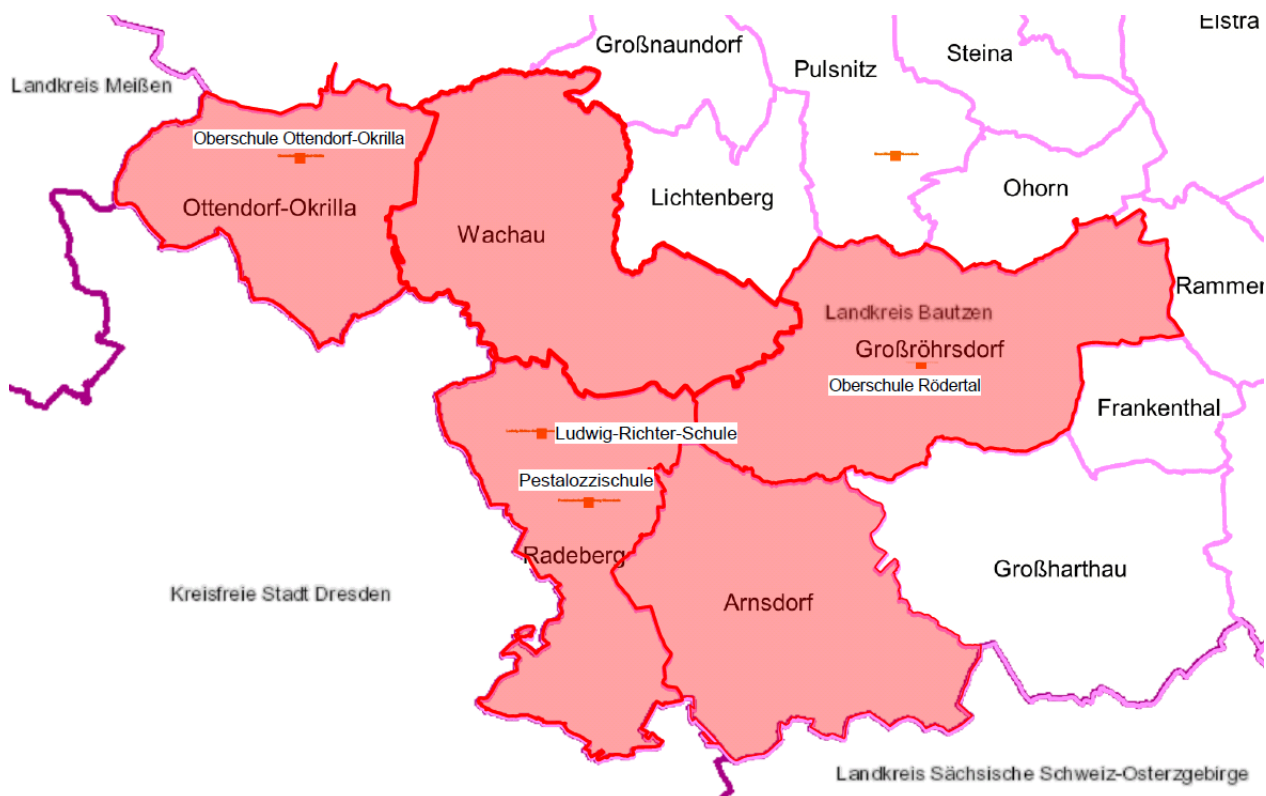 Elstra
Großnaundorf
Steina
Pulsnitz
Landkreis Meißen
Oberschule Ottendorf-Okrilla
Lichtenberg
Ohorn
Ottendorf-Okrilla
Wachau
Rammen
Landkreis Bautzen
Großröhrsdorf
Oberschule Rödertal
Frankenthal
Ludwig-Richter-Schule
Pestalozzischule
Radeberg
Großharthau
Kreisfreie Stadt Dresden
Arnsdorf
Landkreis Sächsische Schweiz-Osterzgebirge